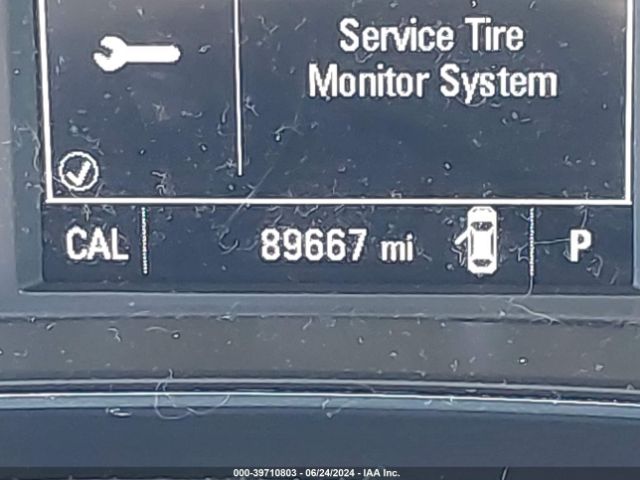 Service Tire
Monitor System
CAL 89667 mi P
000-39710803 - 06/24/2024 - IAA Inc.